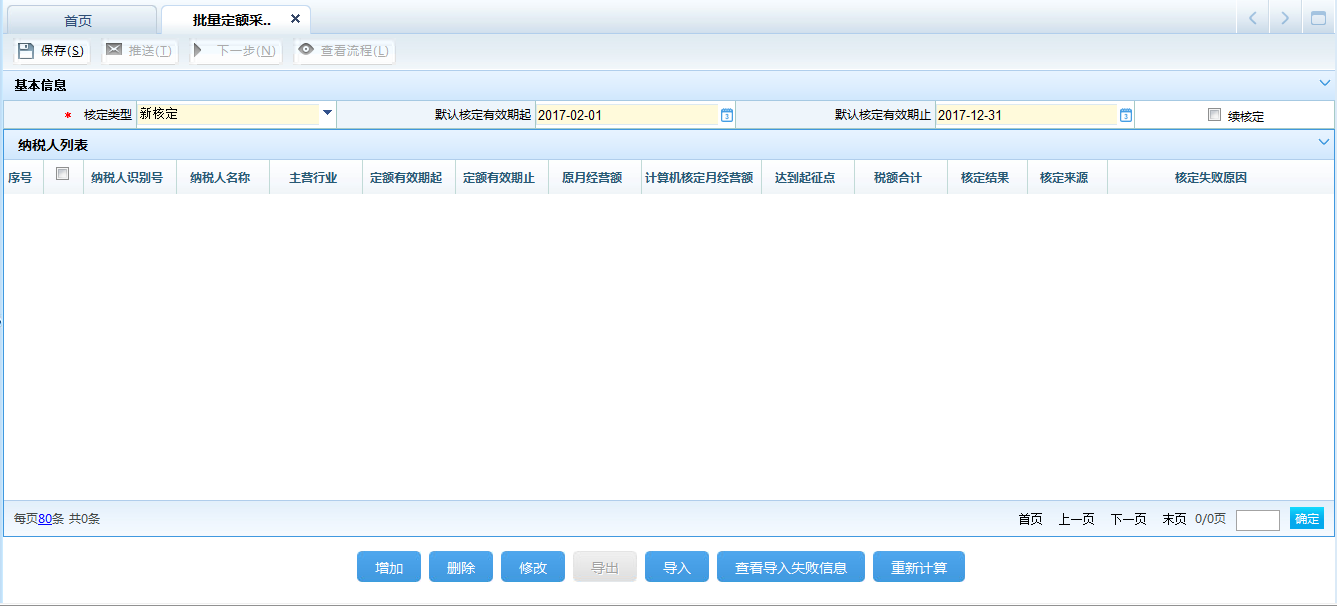 首页 批量定额采..
保存(S) 推送(T) 下一步(N) 查看流程(L)
基本信息
* 核定类型 新核定 默认核定有效期起 2017-02-01 默认核定有效期止 2017-12-31 续核定
纳税人列表
序号 纳税人识别号 纳税人名称 主营行业 定额有效期起 定额有效期止 原月经营额 计算机核定月经营额 达到起征点 税额合计 核定结果 核定来源 核定失败原因
每页80条 共0条 首页 上一页 下一页 末页 0/0页 确定
增加 删除 修改 导出 导入 查看导入失败信息 重新计算